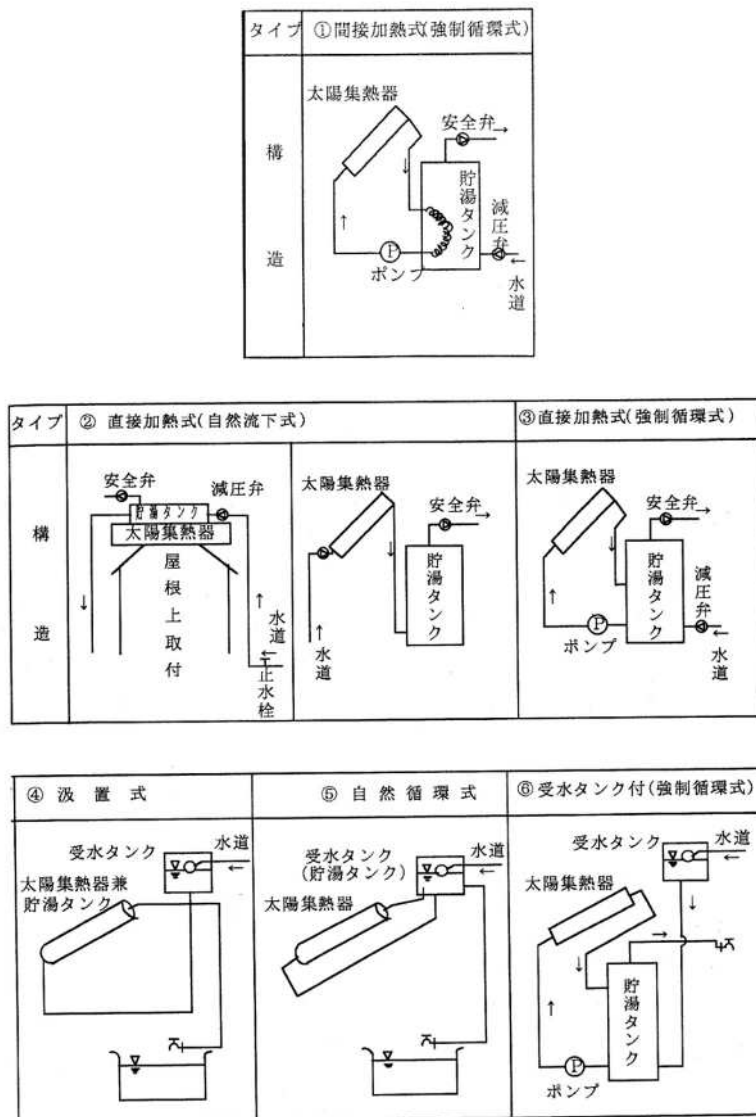 タイプ ①間接加熱式(強制循環式)
構造
太陽集熱器
安全弁→
↓
貯湯タンク
↑
P
ポンプ
減圧弁
←
水道
タイプ ② 直接加熱式(自然流下式) ③直接加熱式(強制循環式)
構造
安全弁
減圧弁
貯湯タンク
太陽集熱器
屋根上取付
↓
↑
水道
←
止水栓
太陽集熱器
安全弁→
↓
貯湯タンク
↑
水道
太陽集熱器
安全弁→
↓
貯湯タンク
↑
P
ポンプ
減圧弁
←
水道
④ 汲置式 ⑤ 自然循環式 ⑥受水タンク付(強制循環式)
受水タンク
水道
←
太陽集熱器兼
貯湯タンク
受水タンク
(貯湯タンク)
水道
←
太陽集熱器
受水タンク
水道
←
太陽集熱器
↓
→
↓
貯湯タンク
↑
P
ポンプ